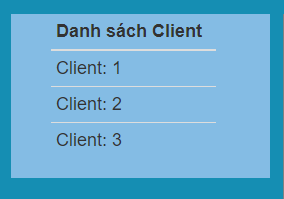 Danh sách Client
Client: 1
Client: 2
Client: 3